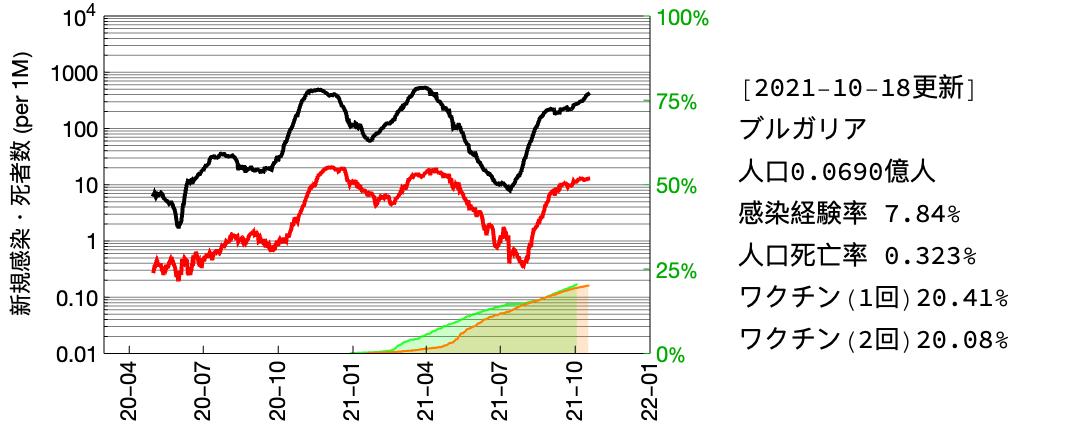 10^4
1000
100
10
1
0.10
0.01
新規感染・死者数 (per 1M)
100%
75%
50%
25%
0%
20-04
20-07
20-10
21-01
21-04
21-07
21-10
22-01
[2021-10-18更新]
ブルガリア
人口0.0690億人
感染経験率 7.84%
人口死亡率 0.323%
ワクチン(1回)20.41%
ワクチン(2回)20.08%